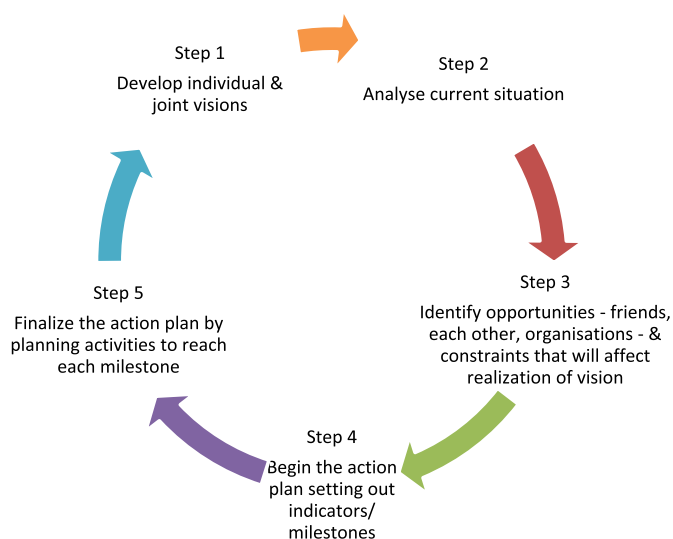 Step 1
Develop individual &
joint visions
Step 2
Analyse current situation
Step 3
Identify opportunities - friends,
each other, organisations - &
constraints that will affect
realization of vision
Step 4
Begin the action
plan setting out
indicators/
milestones
Step 5
Finalize the action plan by
planning activities to reach
each milestone